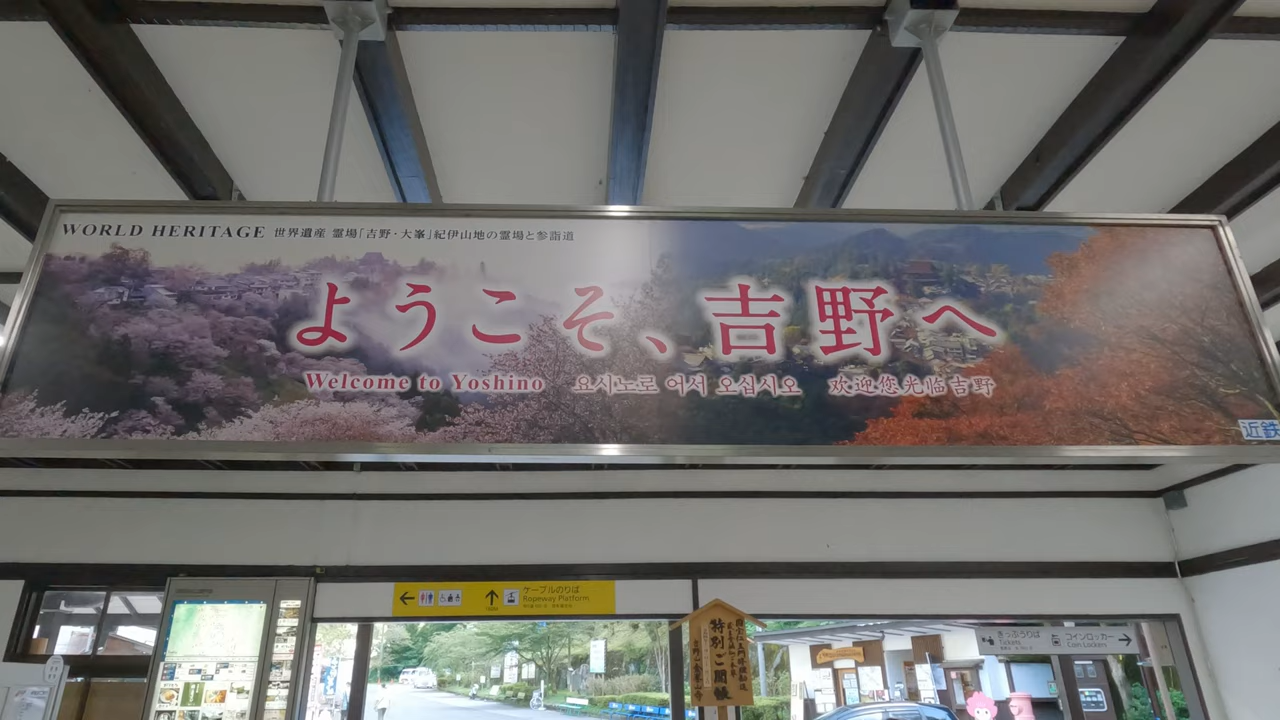 WORLD HERITAGE 世界遺産 霊場「吉野・大峯」紀伊山地の霊場と参詣道
ようこそ、吉野へ
Welcome to Yoshino 요시노로 어서 오십시오 欢迎您光临吉野
近鉄
ケーブルのりば
Ropeway Platform
特別ご開帳
きっぷうりば
Tickets
コインロッカー
Coin Lockers